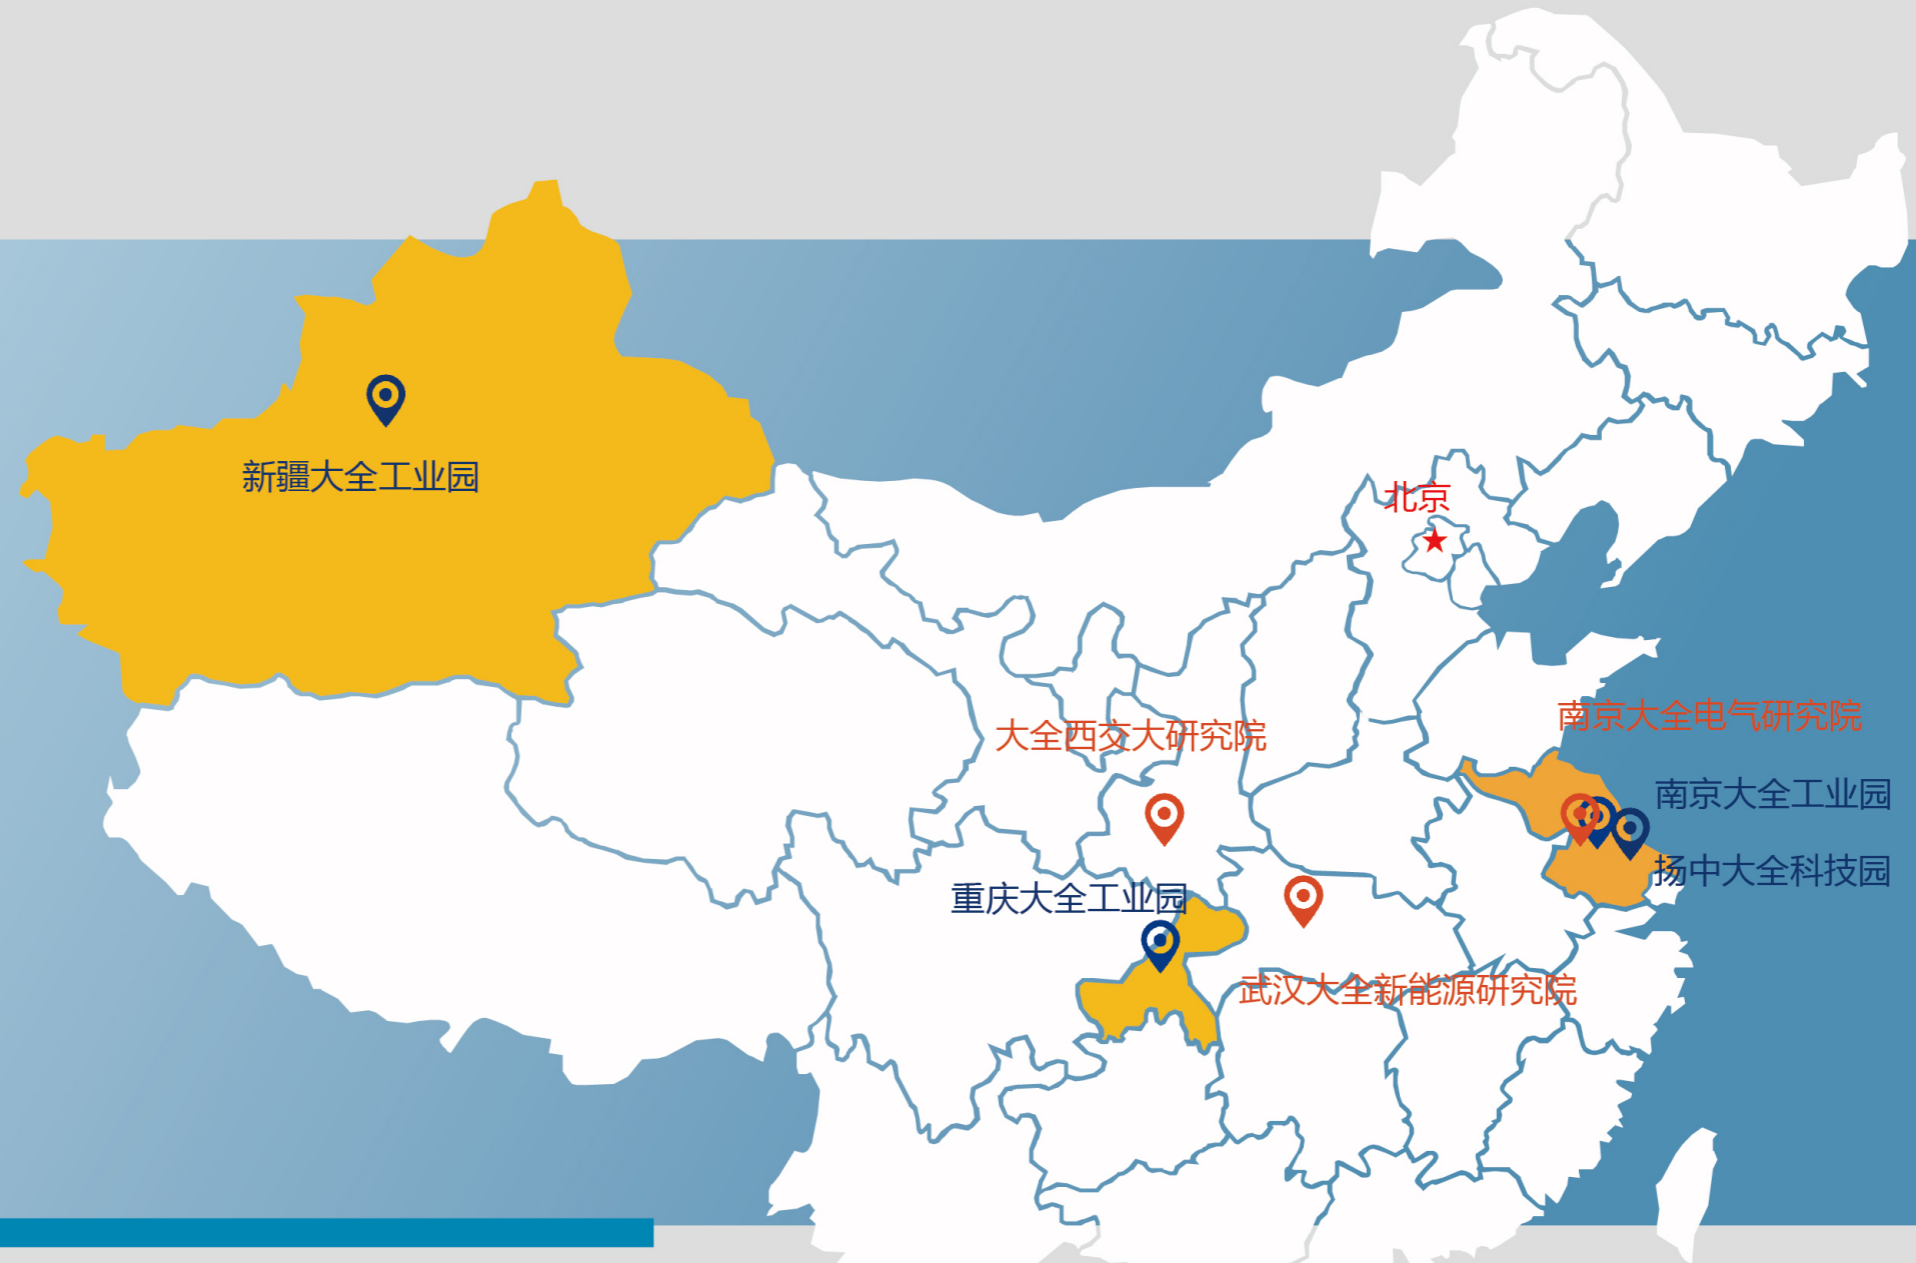 新疆大全工业园
北京
大全西交大研究院
南京大全电气研究院
南京大全工业园
扬中大全科技园
重庆大全工业园
武汉大全新能源研究院